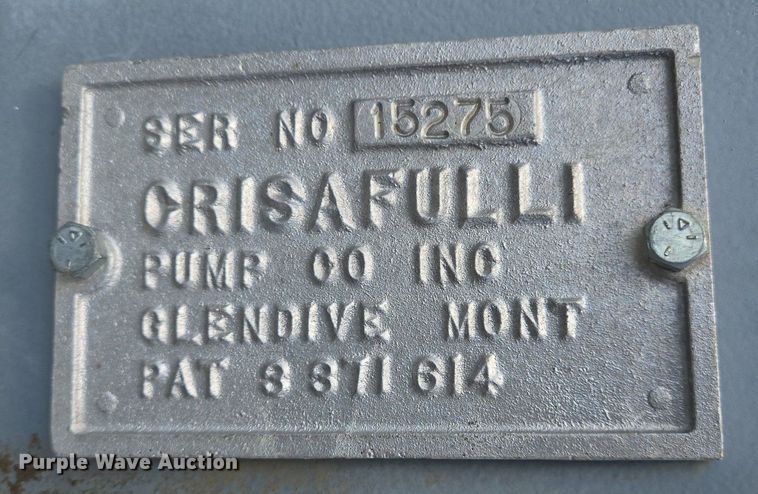 SER NO 15275
CRISAFULLI
PUMP CO INC
GLENDIVE MONT
PAT 3 371 614
Purple Wave Auction